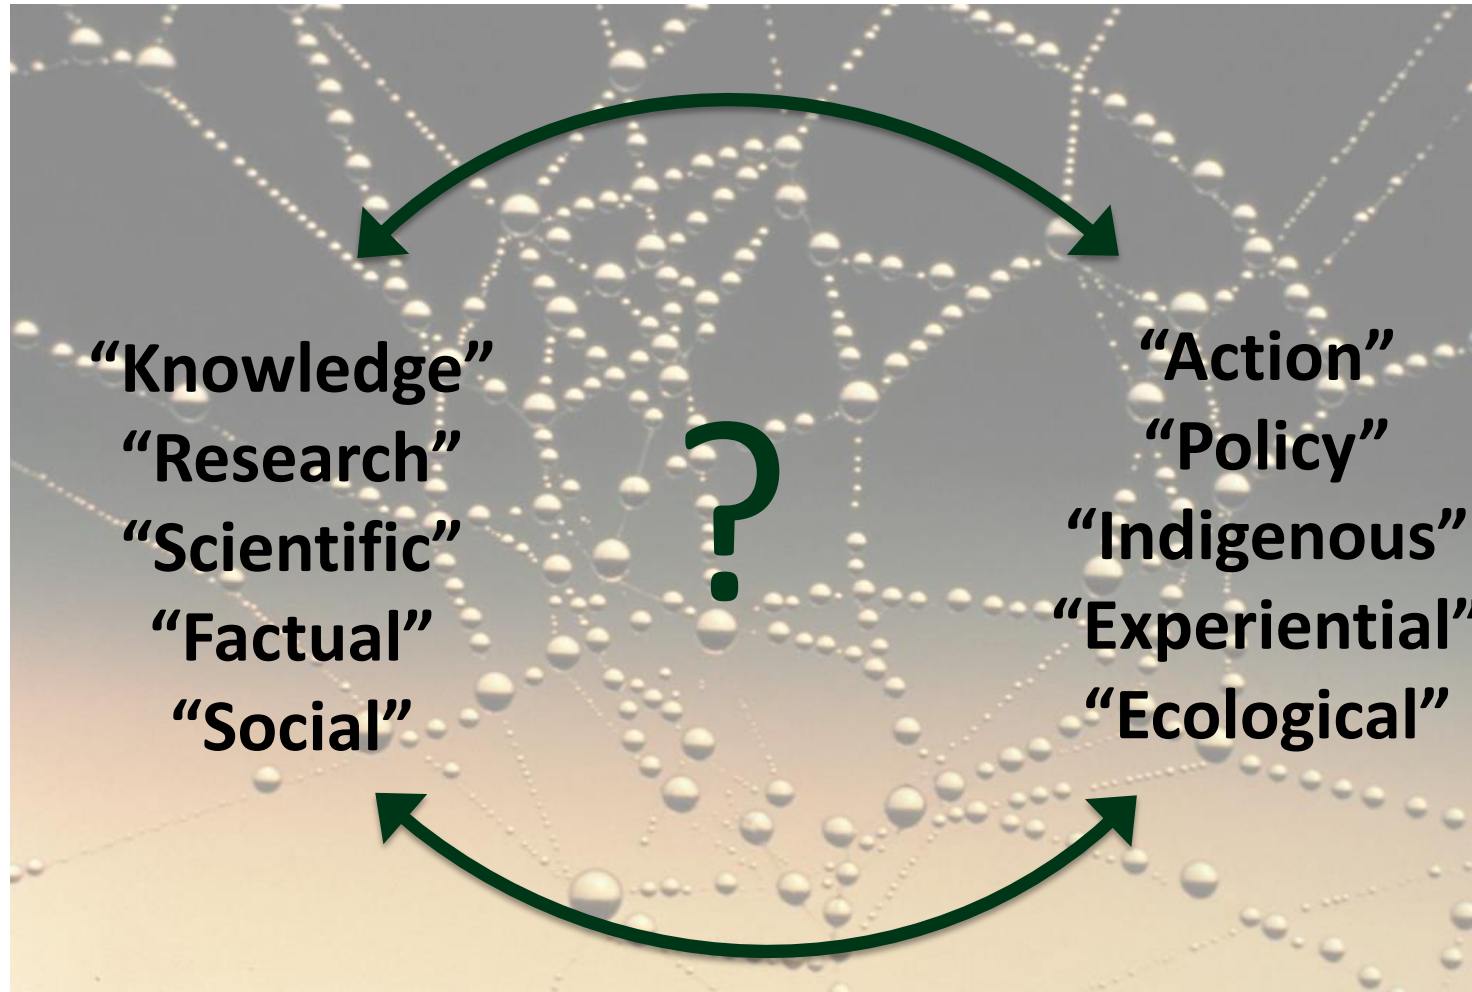 “Knowledge”
“Research”
“Scientific”
“Factual”
“Social”
?
“Action”
“Policy”
“Indigenous”
“Experiential”
“Ecological”